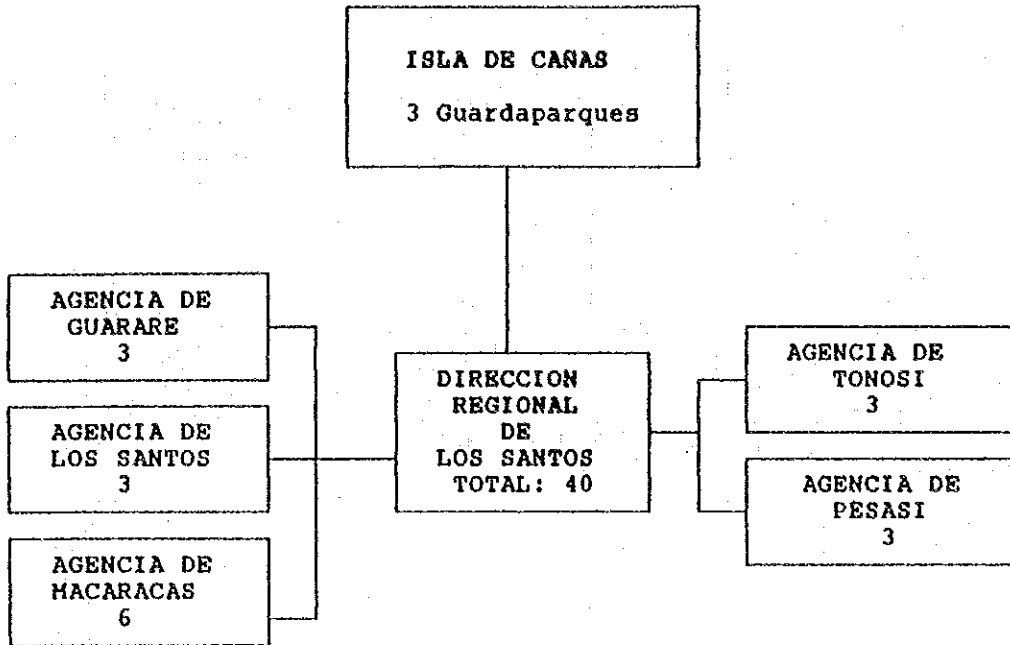 ISLA DE CAÑAS
3 Guardaparques
AGENCIA DE
GUARARE
3
AGENCIA DE
LOS SANTOS
3
AGENCIA DE
MACARACAS
6
DIRECCION
REGIONAL
DE
LOS SANTOS
TOTAL: 40
AGENCIA DE
TONOSI
3
AGENCIA DE
PESASI
3